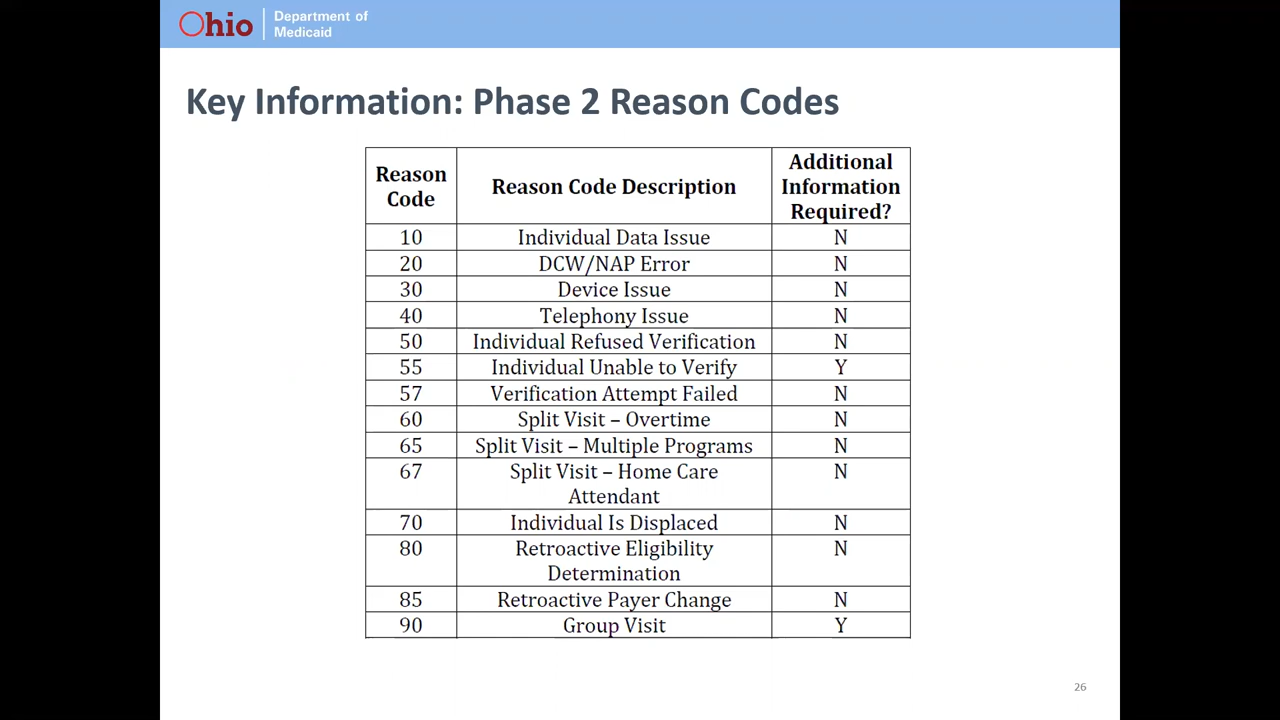 Ohio
Department of
Medicaid
Key Information: Phase 2 Reason Codes
Reason
Code
Reason Code Description
Additional
Information
Required?
10 Individual Data Issue N
20 DCW/NAP Error N
30 Device Issue N
40 Telephony Issue N
50 Individual Refused Verification N
55 Individual Unable to Verify Y
57 Verification Attempt Failed N
60 Split Visit – Overtime N
65 Split Visit – Multiple Programs N
67 Split Visit – Home Care N
Attendant
70 Individual Is Displaced N
80 Retroactive Eligibility N
Determination
85 Retroactive Payer Change N
90 Group Visit Y
26